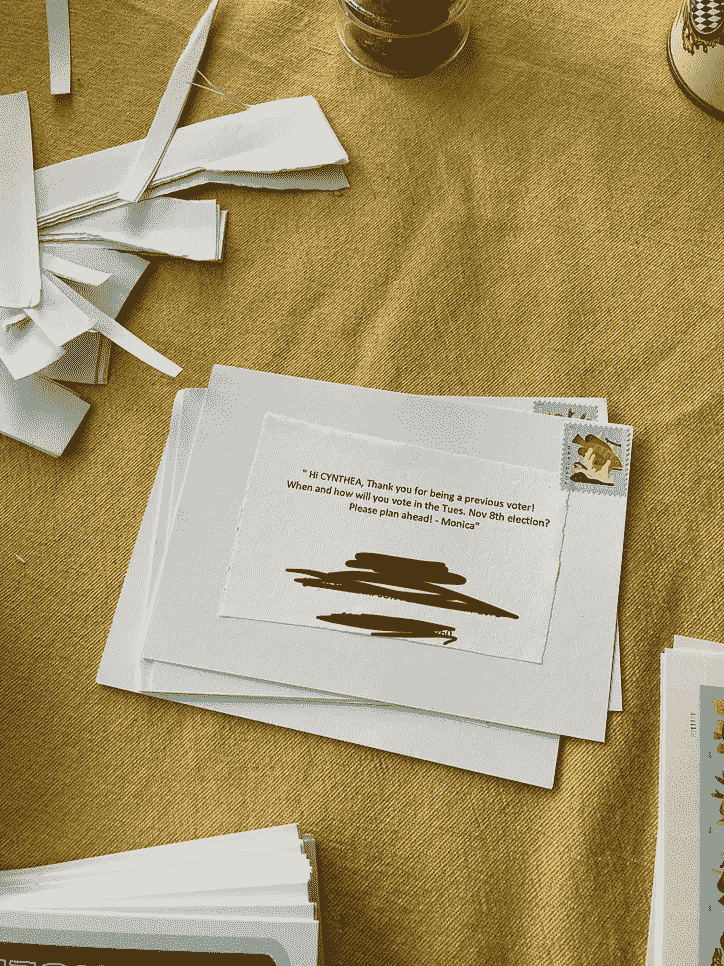 " Hi CYNTHEA, Thank you for being a previous voter!
When and how will you vote in the Tues. Nov 8th election?
Please plan ahead! - Monica"